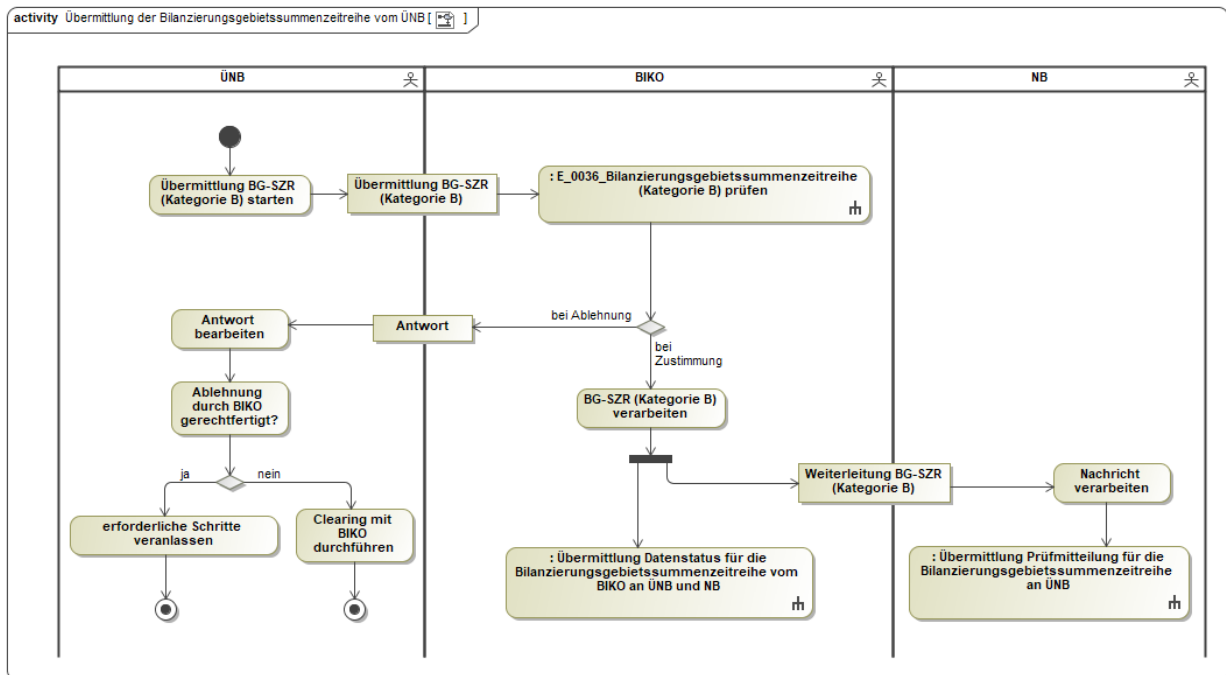 activity Übermittlung der Bilanzierungsgebietssummenzeitreihe vom ÜNB [ ]
ÜNB
BIKO
NB
Übermittlung BG-SZR
(Kategorie B) starten
Übermittlung BG-SZR
(Kategorie B)
: E_0036_Bilanzierungsgebietssummenzeitreihe
(Kategorie B) prüfen
bei Ablehnung
Antwort
Antwort
bearbeiten
bei
Zustimmung
Ablehnung
durch BIKO
gerechtfertigt?
BG-SZR (Kategorie B)
verarbeiten
ja
nein
Weiterleitung BG-SZR
(Kategorie B)
Nachricht
verarbeiten
erforderliche Schritte
veranlassen
Clearing mit
BIKO
durchführen
: Übermittlung Datenstatus für die
Bilanzierungsgebietssummenzeitreihe vom
BIKO an ÜNB und NB
: Übermittlung Prüfmitteilung für die
Bilanzierungsgebietssummenzeitreihe
an ÜNB